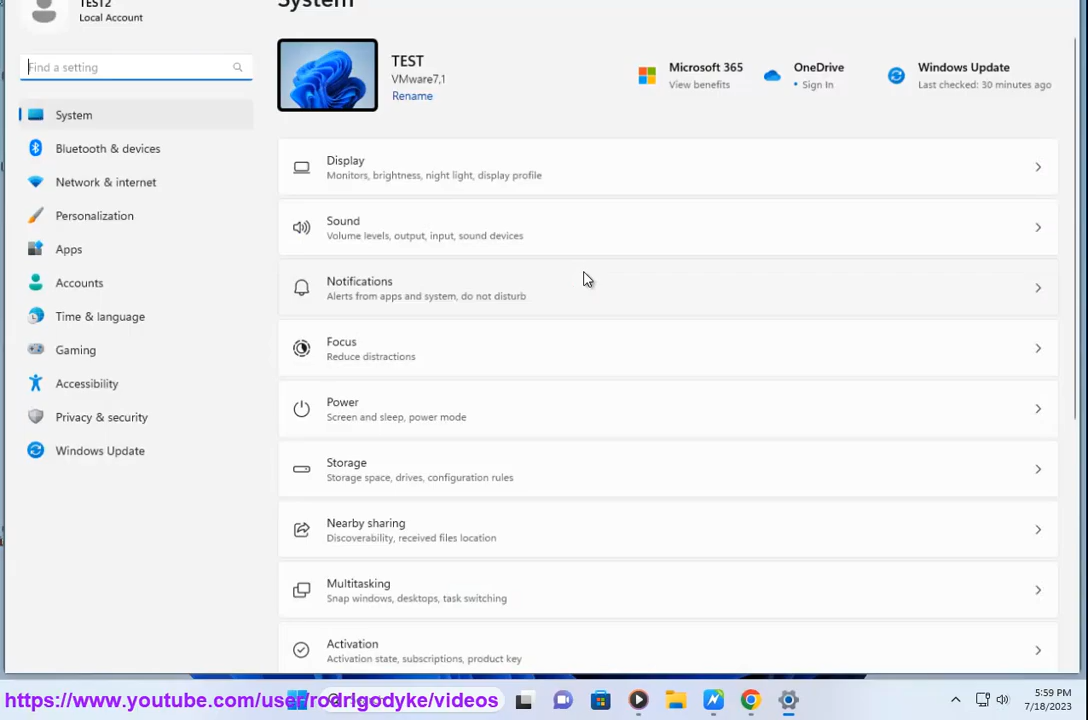 TEST2
Local Account
System
Find a setting
TEST
VMware7,1
Rename
Microsoft 365
View benefits
OneDrive
• Sign In
Windows Update
Last checked: 30 minutes ago
System
Bluetooth & devices
Network & internet
Personalization
Apps
Accounts
Time & language
Gaming
Accessibility
Privacy & security
Windows Update
Display
Monitors, brightness, night light, display profile
Sound
Volume levels, output, input, sound devices
Notifications
Alerts from apps and system, do not disturb
Focus
Reduce distractions
Power
Screen and sleep, power mode
Storage
Storage space, drives, configuration rules
Nearby sharing
Discoverability, received files location
Multitasking
Snap windows, desktops, task switching
Activation
Activation state, subscriptions, product key
https://www.youtube.com/user/rodrigodyke/videos
5:59 PM
7/18/2023